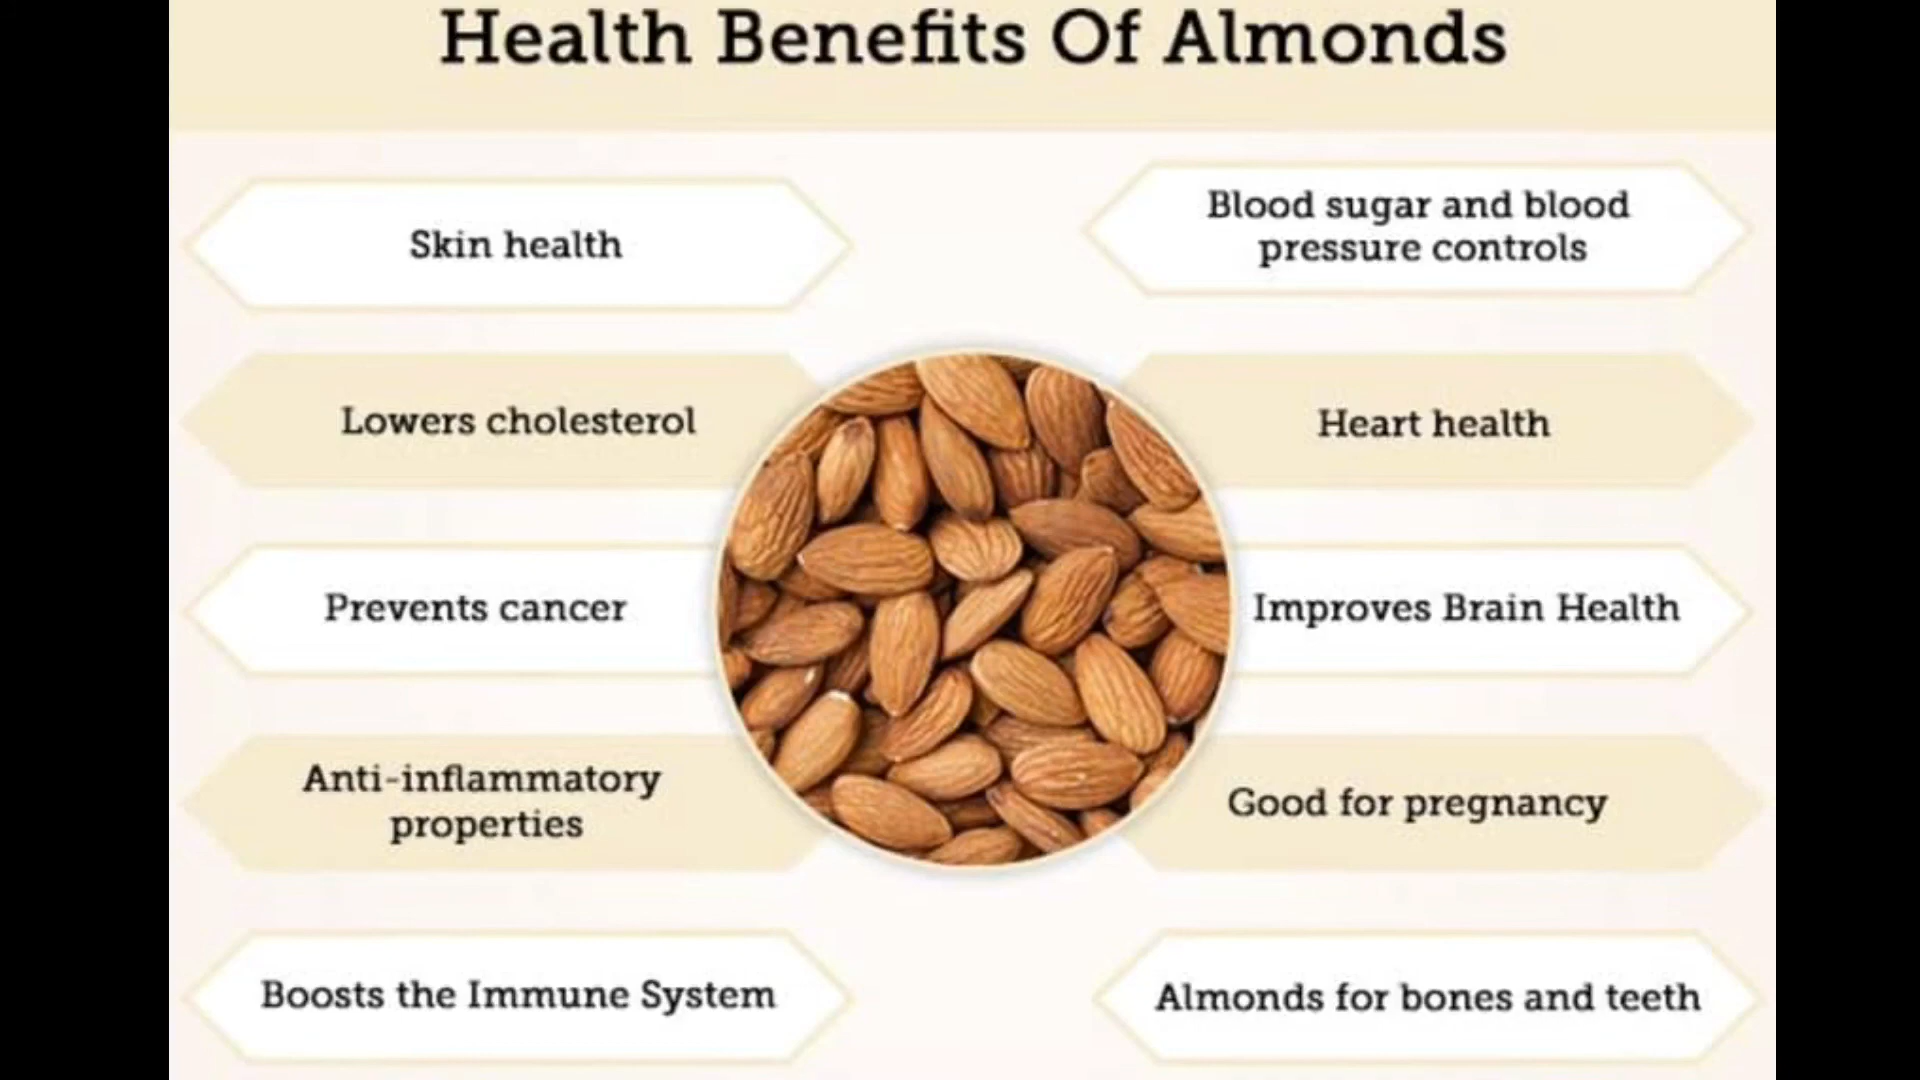 Health Benefits Of Almonds
Skin health
Lowers cholesterol
Prevents cancer
Anti-inflammatory
properties
Boosts the Immune System
Blood sugar and blood
pressure controls
Heart health
Improves Brain Health
Good for pregnancy
Almonds for bones and teeth